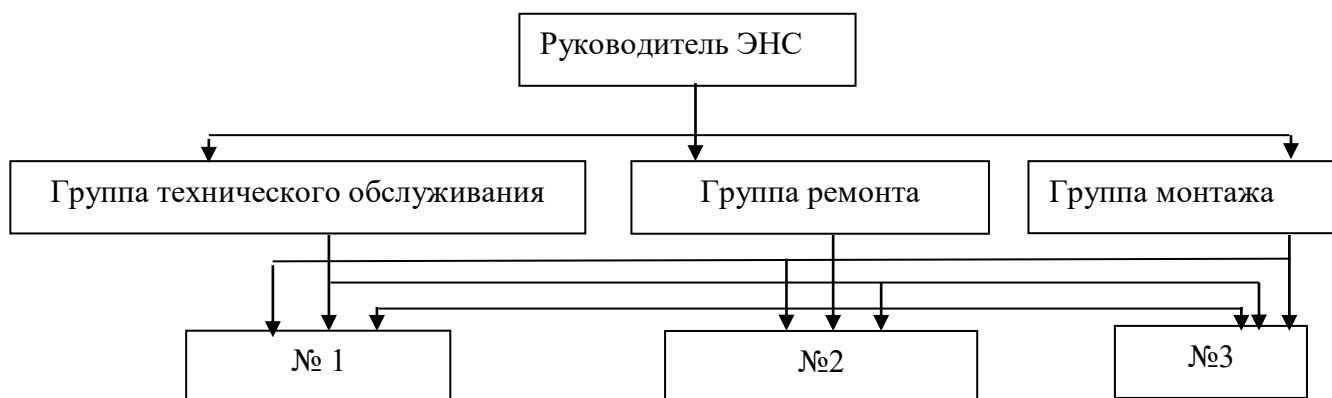 Руководитель ЭНС
Группа технического обслуживания
Группа ремонта
Группа монтажа
№ 1
№2
№3